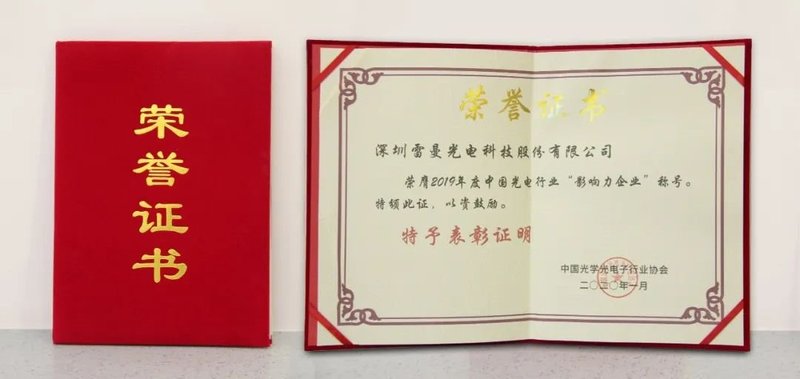 荣誉证书
荣誉证书
深圳雷曼光电科技股份有限公司
荣膺2019年度中国光电行业“影响力企业”称号。
特颁此证，以资鼓励。
特予表彰证明
中国光学光电子行业协会
二〇二〇年一月